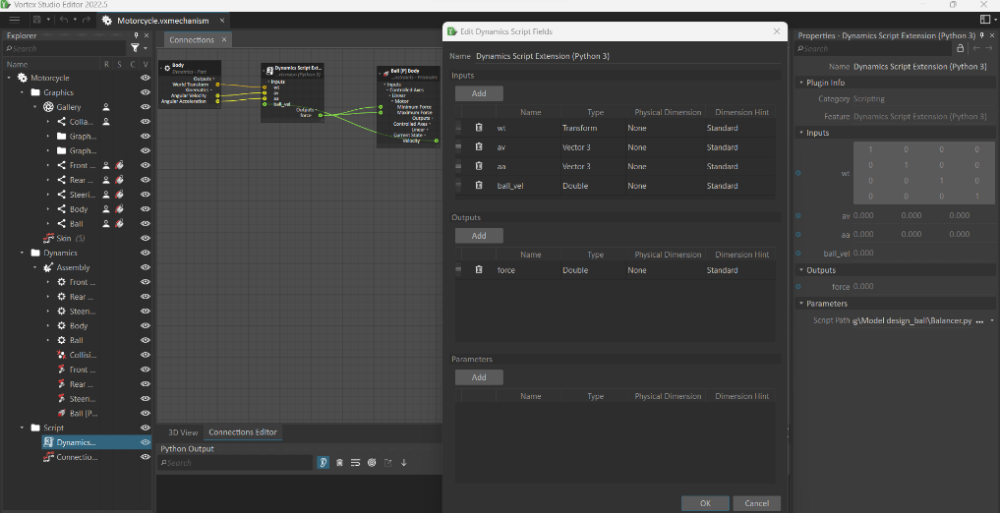 Vortex Studio Editor 2022.5
Motorcycle.vxmechanism
Explorer
Search
Name R S C V
Motorcycle
Graphics
Gallery
Colla...
Graph...
Graph...
Front ...
Rear ...
Steeri...
Body
Ball
Skin (5)
Dynamics
Assembly
Front ...
Rear ...
Steeri...
Body
Ball
Collisi...
Front ...
Rear ...
Steeri...
Ball [P...
Script
Dynamics...
Connectio...
Connections
Body
Dynamics - Part
Outputs
World Transform
Kinematics
Angular Velocity
Angular Acceleration
Dynamics Script Ext...
...xtension (Python 3)
Inputs
wt
av
aa
ball_vel
Outputs
force
Ball [P] Body
...nstraints - Prismatic
Inputs
Controlled Axes
Linear
Motor
Minimum Force
Maximum Force
Outputs
Controlled Axes
Linear
Current State
Velocity
3D View Connections Editor
Python Output
Search
Edit Dynamics Script Fields
Name Dynamics Script Extension (Python 3)
Inputs
Add
Name Type Physical Dimension Dimension Hint
wt Transform None Standard
av Vector 3 None Standard
aa Vector 3 None Standard
ball_vel Double None Standard
Outputs
Add
Name Type Physical Dimension Dimension Hint
force Double None Standard
Parameters
Add
Name Type Physical Dimension Dimension Hint
OK Cancel
Properties - Dynamics Script Extension (Python 3)
Search
Name Dynamics Script Extension (Python 3)
Plugin Info
Category Scripting
Feature Dynamics Script Extension (Python 3)
Inputs
wt
1 0 0 0
0 1 0 0
0 0 1 0
0 0 0 1
av 0.000 0.000 0.000
aa 0.000 0.000 0.000
ball_vel 0.000
Outputs
force 0.000
Parameters
Script Path g\Model design_ball\Balancer.py ...